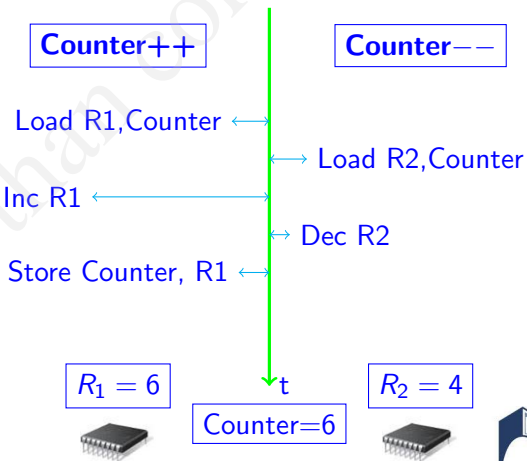 Counter++
Counter−−
Load R1,Counter
Load R2,Counter
Inc R1
Dec R2
Store Counter, R1
t
R₁ = 6
R₂ = 4
Counter=6